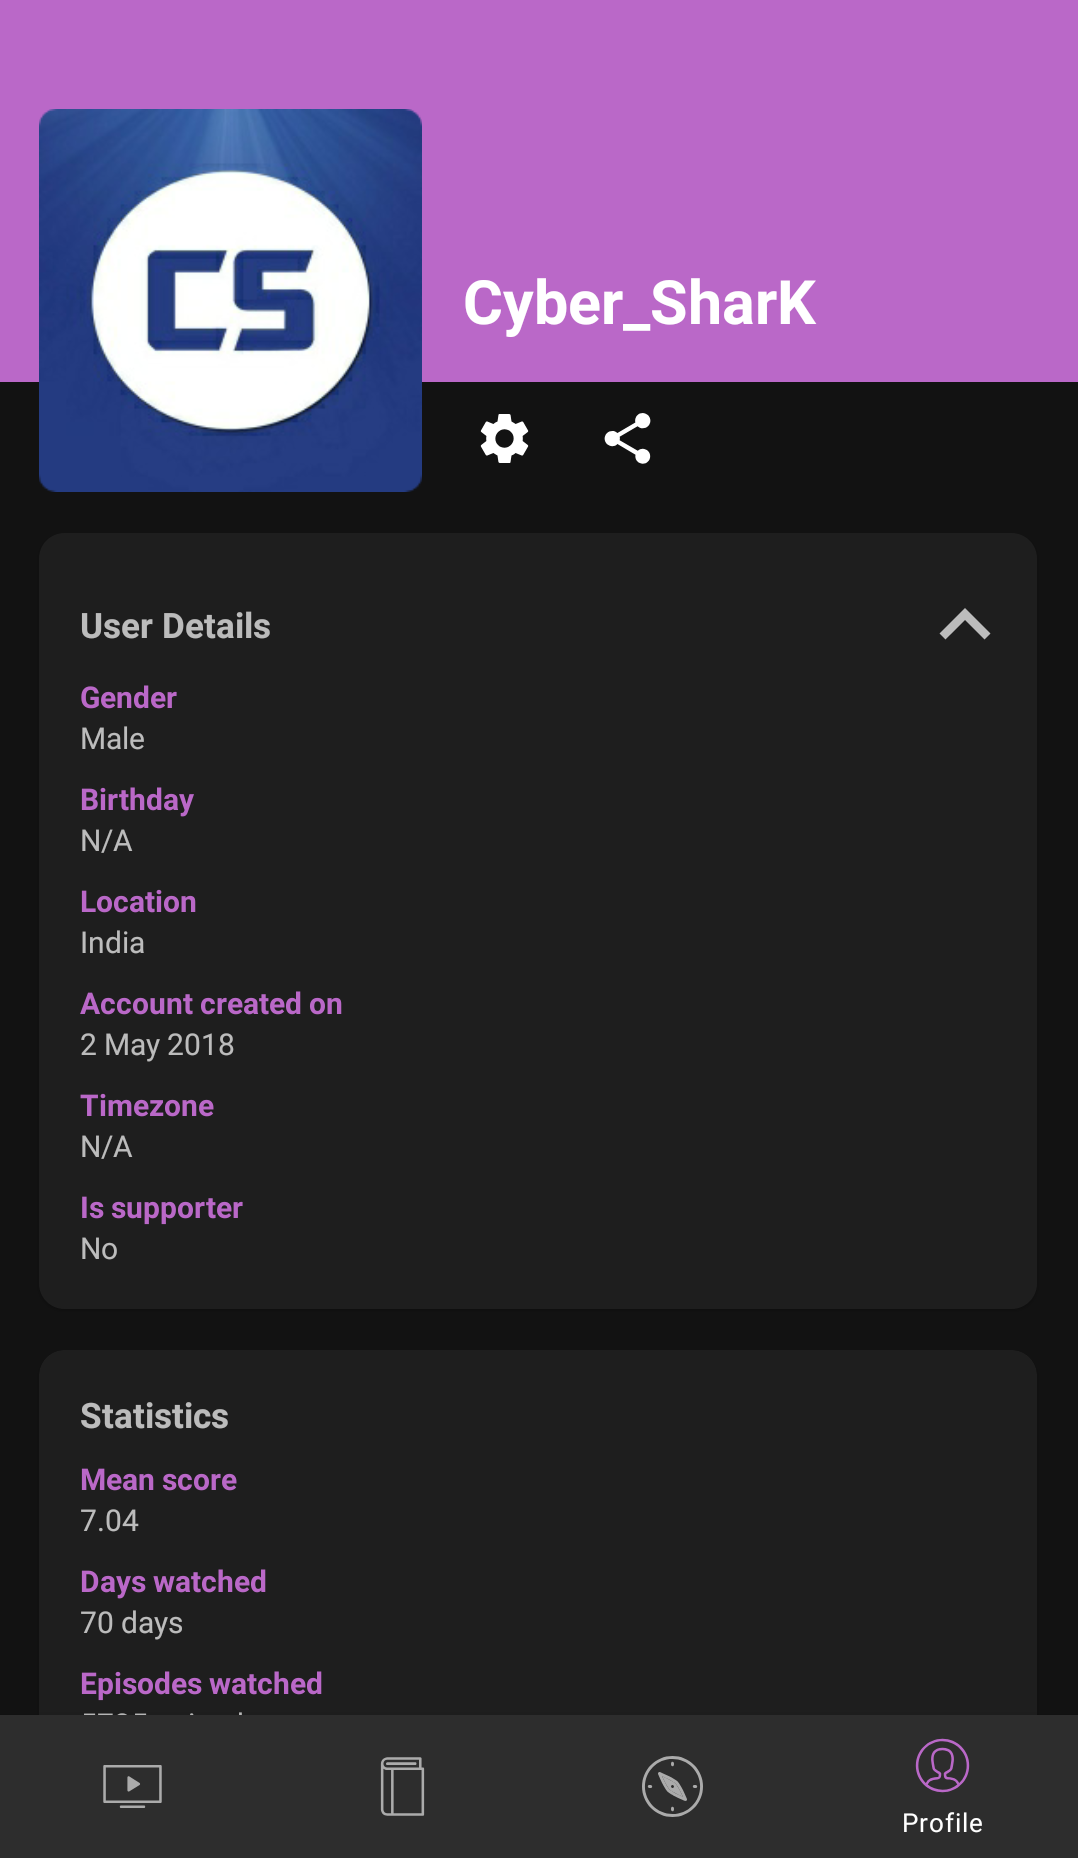 CS
Cyber_SharK
User Details
Gender
Male
Birthday
N/A
Location
India
Account created on
2 May 2018
Timezone
N/A
Is supporter
No
Statistics
Mean score
7.04
Days watched
70 days
Episodes watched
Profile